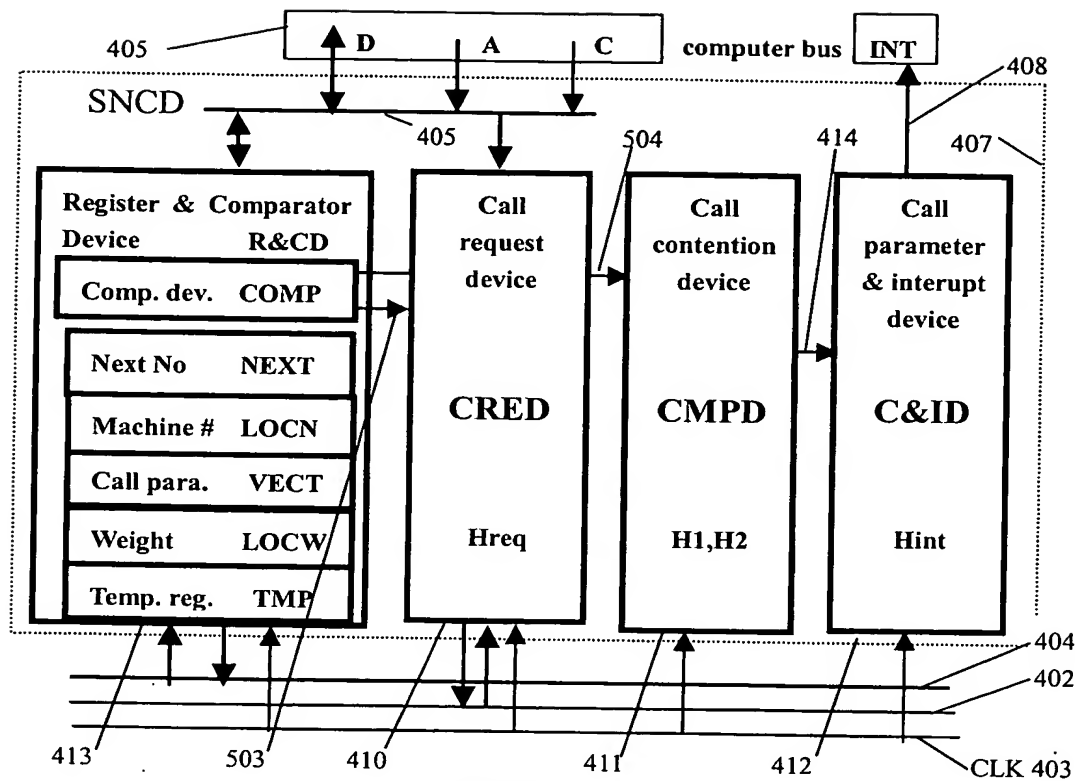 405
D A C
computer bus
INT
408
SNCD
405
504
414
407
Register & Comparator
Device R&CD
Comp. dev. COMP
Next No NEXT
Machine # LOCN
Call para. VECT
Weight LOCW
Temp. reg. TMP
Call
request
device
CRED
Hreq
Call
contention
device
CMPD
H1,H2
Call
parameter
& interupt
device
C&ID
Hint
404
402
413
503
410
411
412
CLK 403